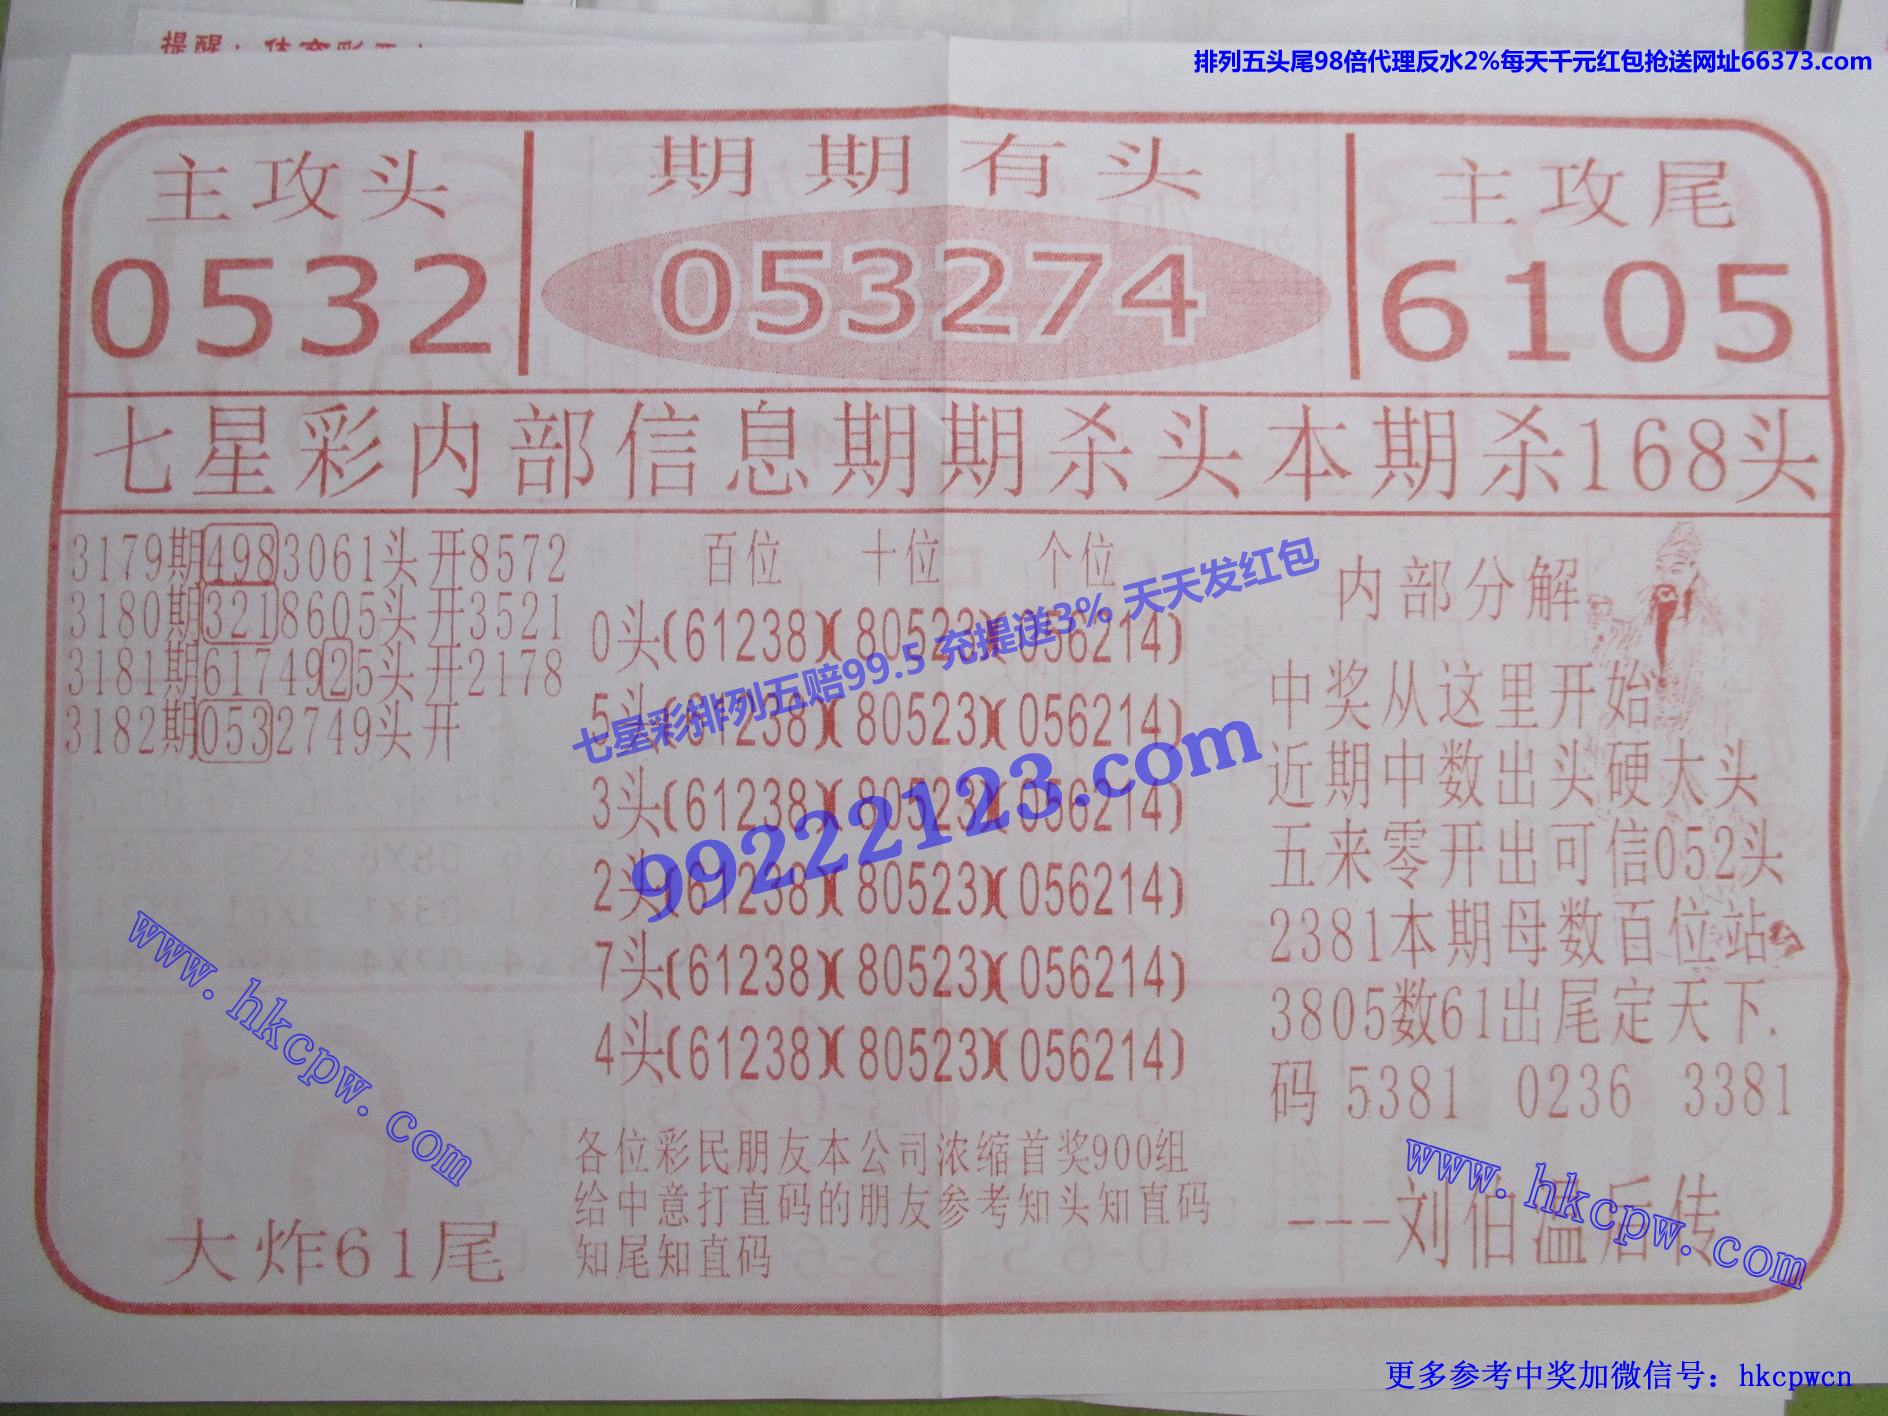 提醒：体育彩
排列五头尾98倍代理反水2%每天千元红包抢送网址66373.com
主攻头
0532
期期有头
053274
主攻尾
6105
七星彩内部信息期期杀头本期杀168头
3179期4983061头开8572
3180期3218605头开3521
3181期6174925头开2178
3182期0532749头开
百位 十位 个位
0头(61238)(80523)(056214)
5头(61238)(80523)(056214)
3头(61238)(80523)(056214)
2头(61238)(80523)(056214)
7头(61238)(80523)(056214)
4头(61238)(80523)(056214)
七星彩排列五赔99.5 充提送3% 天天发红包
99222123.com
内部分解
中奖从这里开始
近期中数出头硬太头
五来零开出可信052头
2381本期母数百位站
3805数61出尾定天下.
码 5381 0236 3381
---刘伯温后传
www.hkcpw.com
www.hkcpw.com
大炸61尾
各位彩民朋友本公司浓缩首奖900组
给中意打直码的朋友参考知头知直码
知尾知直码
更多参考中奖加微信号：hkcpwcn